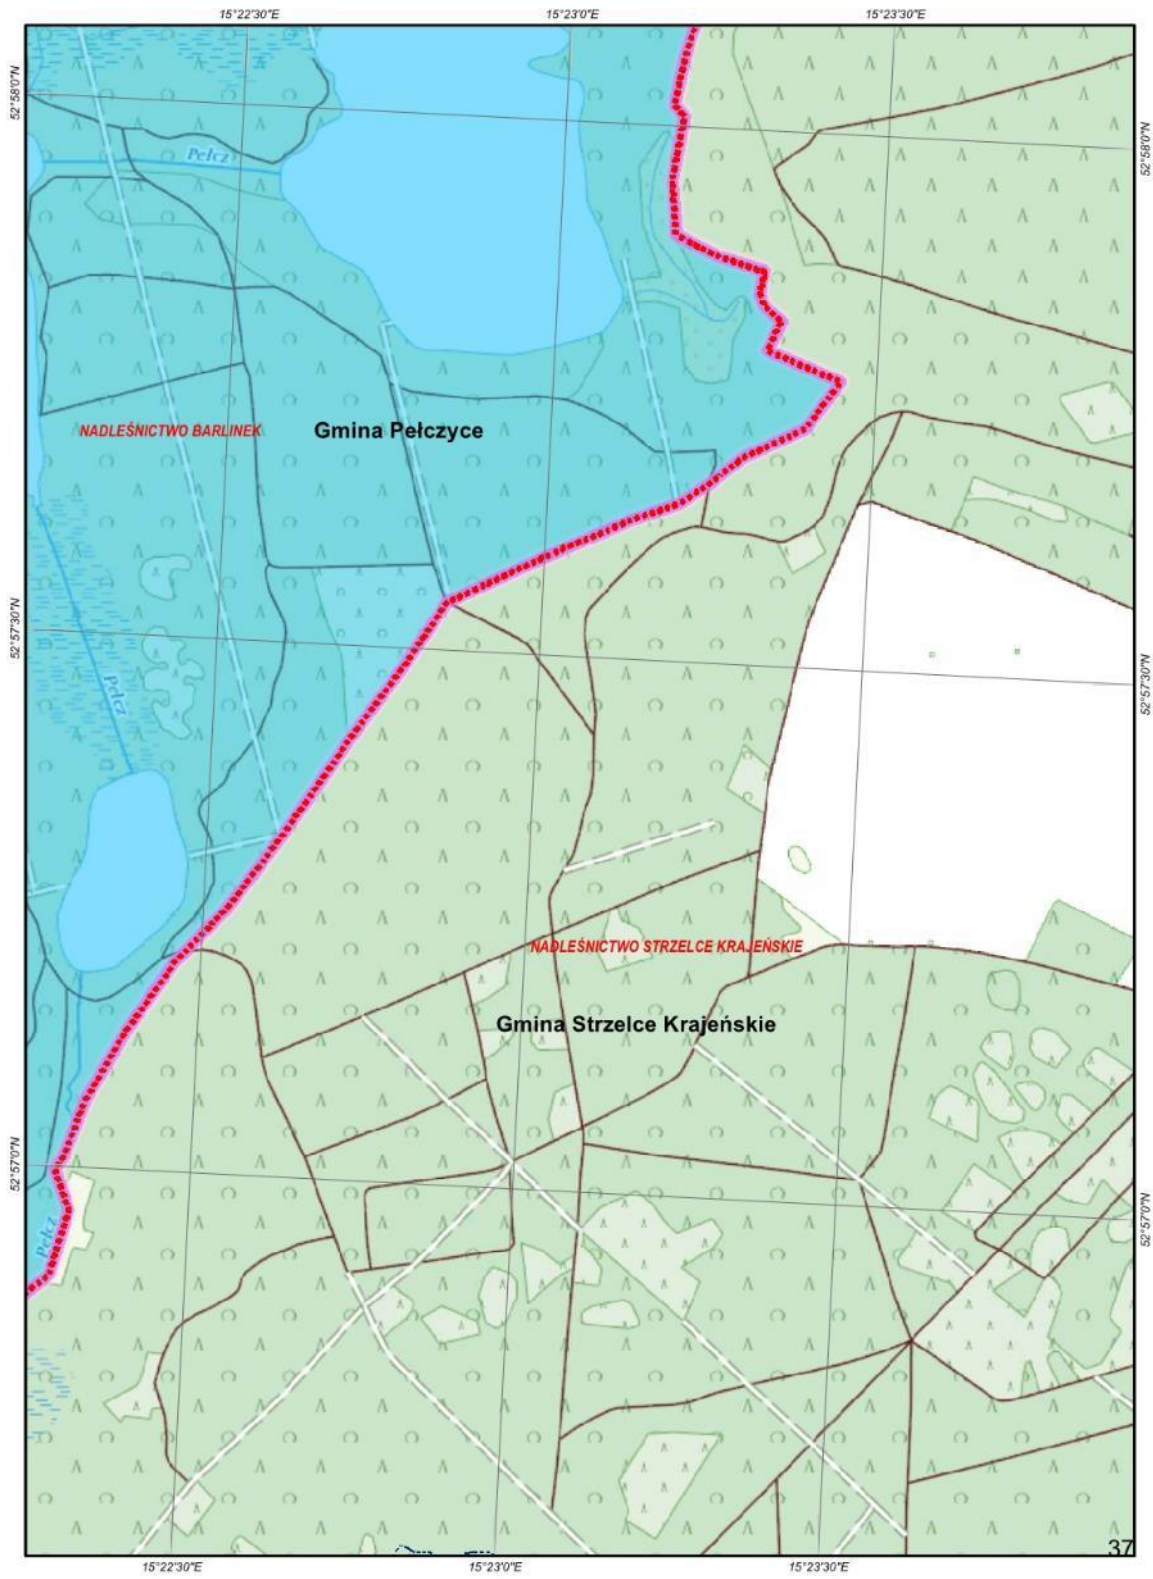 15°22'30"E 15°23'0"E 15°23'30"E
52°58'0"N
52°58'0"N
Pełcz
NADLEŚNICTWO BARLINEK
Gmina Pełczyce
52°57'30"N
52°57'30"N
Pełcz
NADLEŚNICTWO STRZELCE KRAJEŃSKIE
Gmina Strzelce Krajeńskie
52°57'0"N
52°57'0"N
Pełcz
37
15°22'30"E 15°23'0"E 15°23'30"E